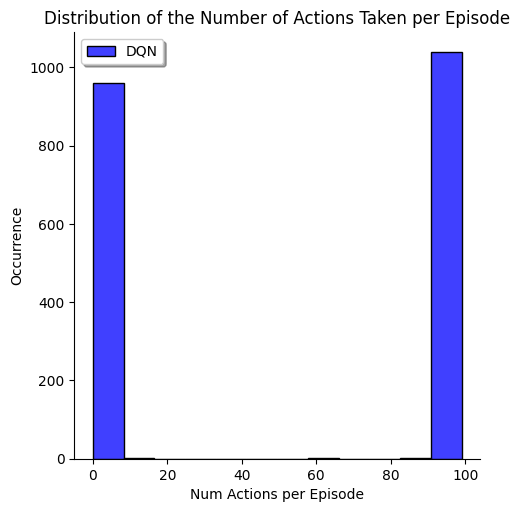 Distribution of the Number of Actions Taken per Episode
DQN
1000
800
600
400
200
0
Occurrence
0 20 40 60 80 100
Num Actions per Episode